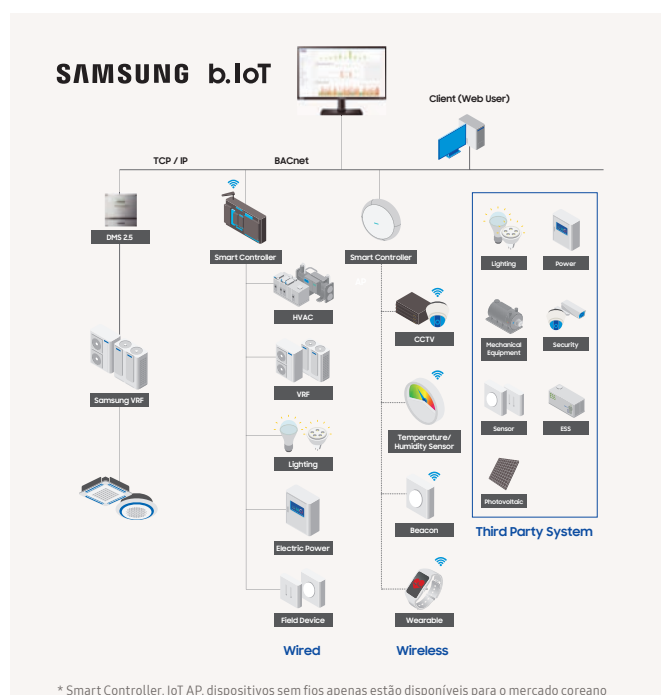 SAMSUNG b.IoT
Client (Web User)
TCP / IP
BACnet
DMS 2.5
Smart Controller
Smart Controller
Lighting
Power
HVAC
CCTV
Mechanical
Equipment
Security
Samsung VRF
VRF
Sensor
ESS
Lighting
Temperature/
Humidity Sensor
Photovoltaic
Electric Power
Beacon
Third Party System
Field Device
Wearable
Wired
Wireless
* Smart Controller, IoT AP, dispositivos sem fios apenas estão disponíveis para o mercado coreano